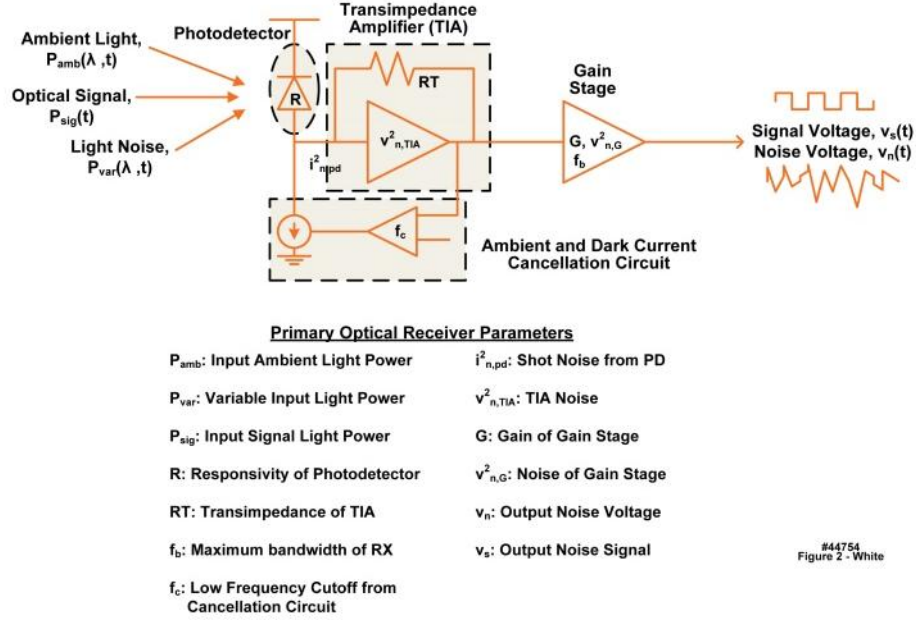 Transimpedance
Amplifier (TIA)
Ambient Light,
Pamb(λ ,t)
Photodetector
Optical Signal,
Psig(t)
Light Noise,
Pvar(λ ,t)
R
RT
v²n,TIA
i²n,pd
Gain
Stage
G, v²n,G
fb
Signal Voltage, vs(t)
Noise Voltage, vn(t)
fc
Ambient and Dark Current
Cancellation Circuit
Primary Optical Receiver Parameters
Pamb: Input Ambient Light Power
Pvar: Variable Input Light Power
Psig: Input Signal Light Power
R: Responsivity of Photodetector
RT: Transimpedance of TIA
fb: Maximum bandwidth of RX
fc: Low Frequency Cutoff from
Cancellation Circuit
i²n,pd: Shot Noise from PD
v²n,TIA: TIA Noise
G: Gain of Gain Stage
v²n,G: Noise of Gain Stage
vn: Output Noise Voltage
vs: Output Noise Signal
#44754
Figure 2 - White